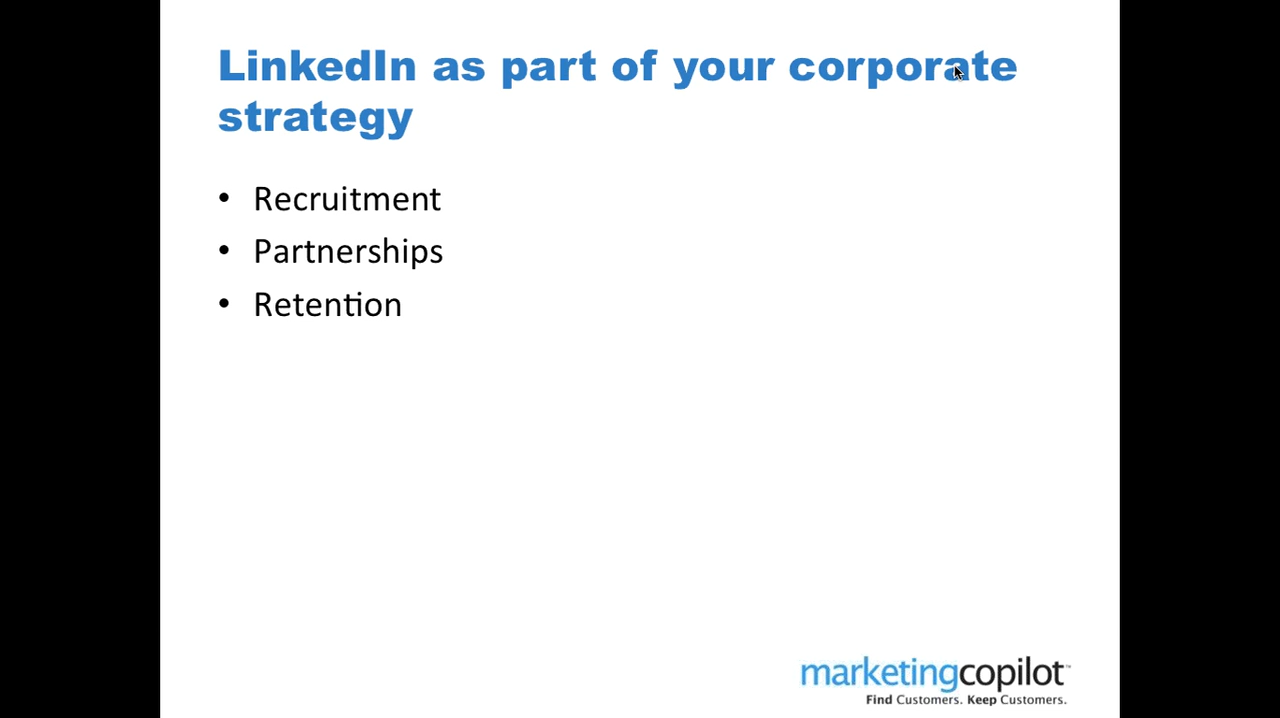 LinkedIn as part of your corporate
strategy
• Recruitment
• Partnerships
• Retention
marketingcopilot™
Find Customers. Keep Customers.